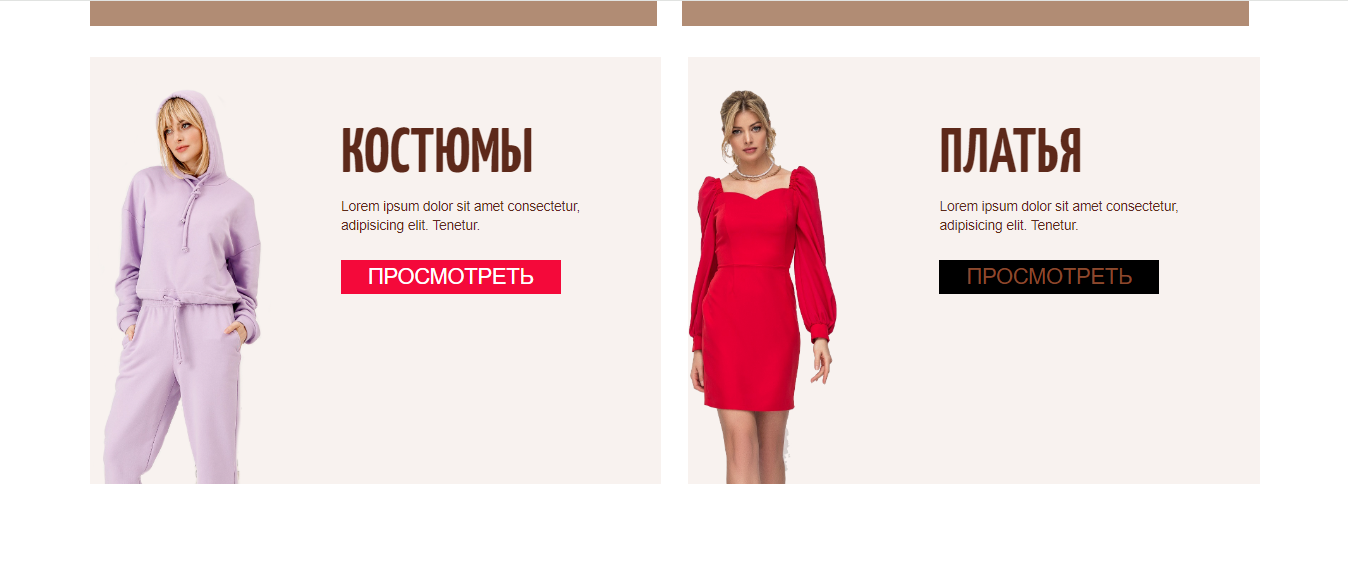 КОСТЮМЫ
Lorem ipsum dolor sit amet consectetur,
adipisicing elit. Tenetur.
ПРОСМОТРЕТЬ
ПЛАТЬЯ
Lorem ipsum dolor sit amet consectetur,
adipisicing elit. Tenetur.
ПРОСМОТРЕТЬ